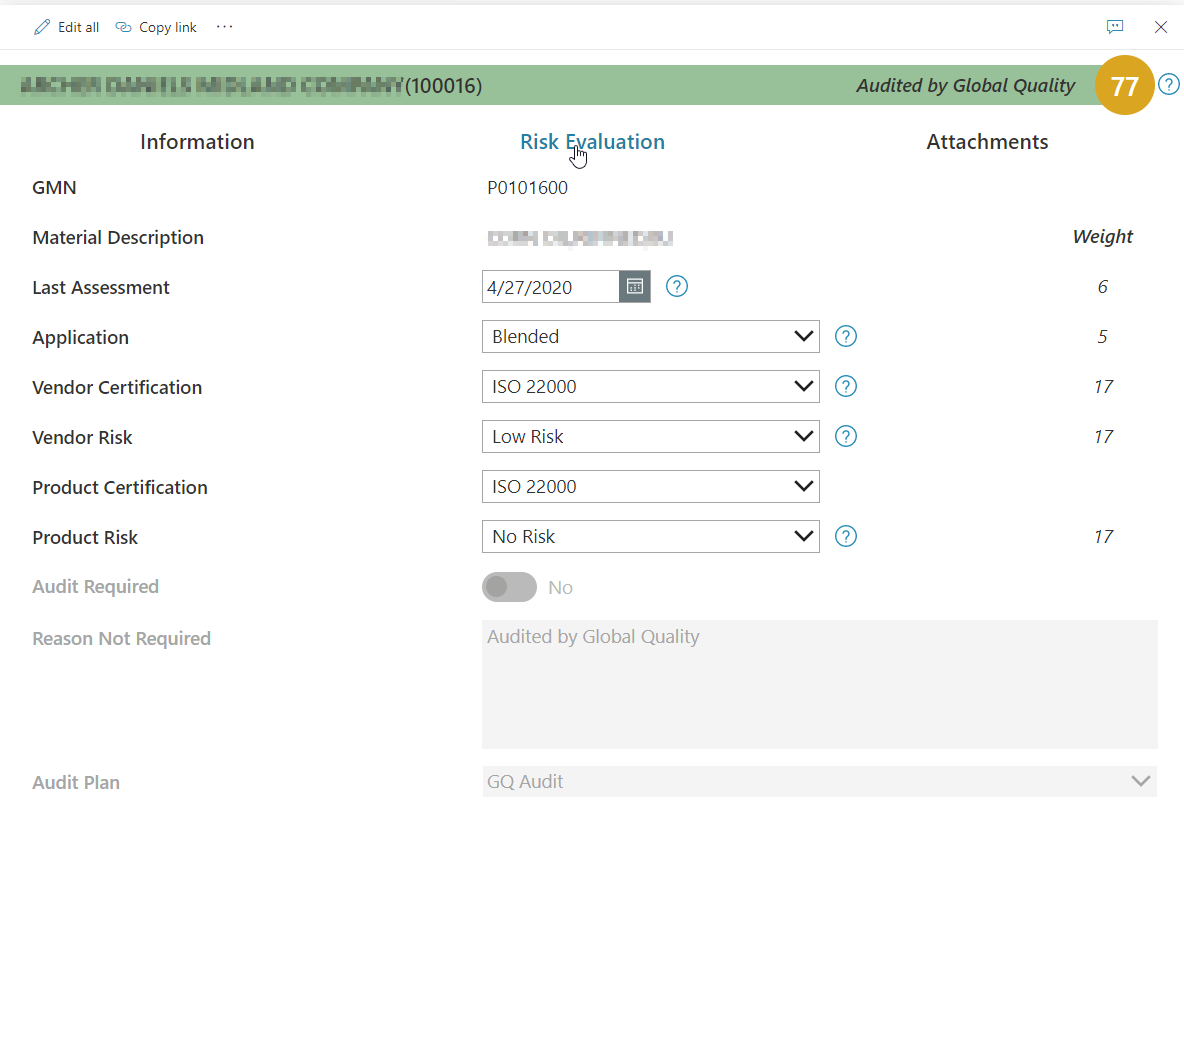 Edit all Copy link ...
(100016) Audited by Global Quality 77 ?
Information Risk Evaluation Attachments
GMN P0101600
Material Description Weight
Last Assessment 4/27/2020 ? 6
Application Blended ? 5
Vendor Certification ISO 22000 ? 17
Vendor Risk Low Risk ? 17
Product Certification ISO 22000
Product Risk No Risk ? 17
Audit Required No
Reason Not Required Audited by Global Quality
Audit Plan GQ Audit